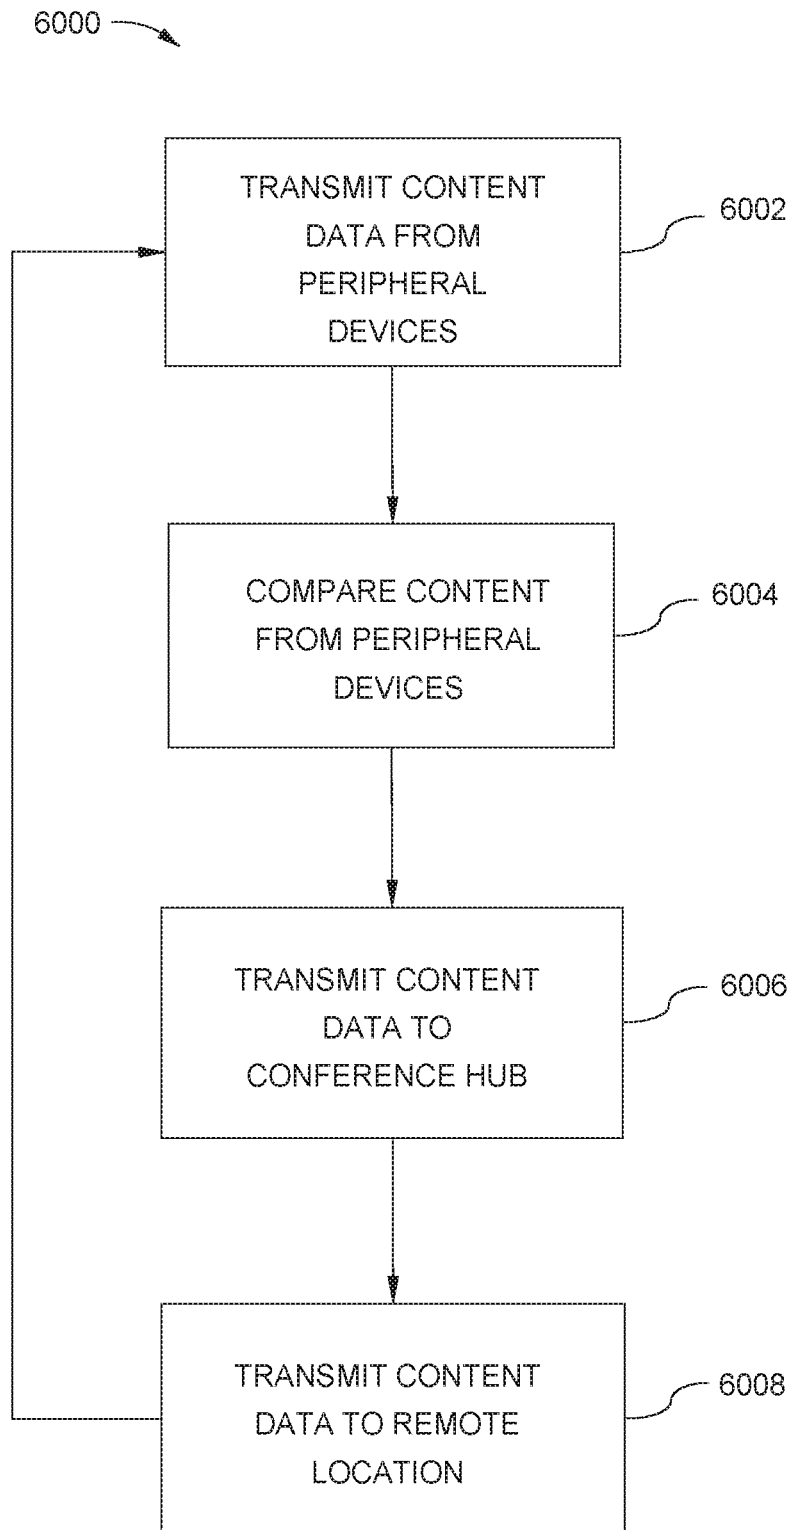 6000
TRANSMIT CONTENT
DATA FROM
PERIPHERAL
DEVICES
6002
COMPARE CONTENT
FROM PERIPHERAL
DEVICES
6004
TRANSMIT CONTENT
DATA TO
CONFERENCE HUB
6006
TRANSMIT CONTENT
DATA TO REMOTE
LOCATION
6008